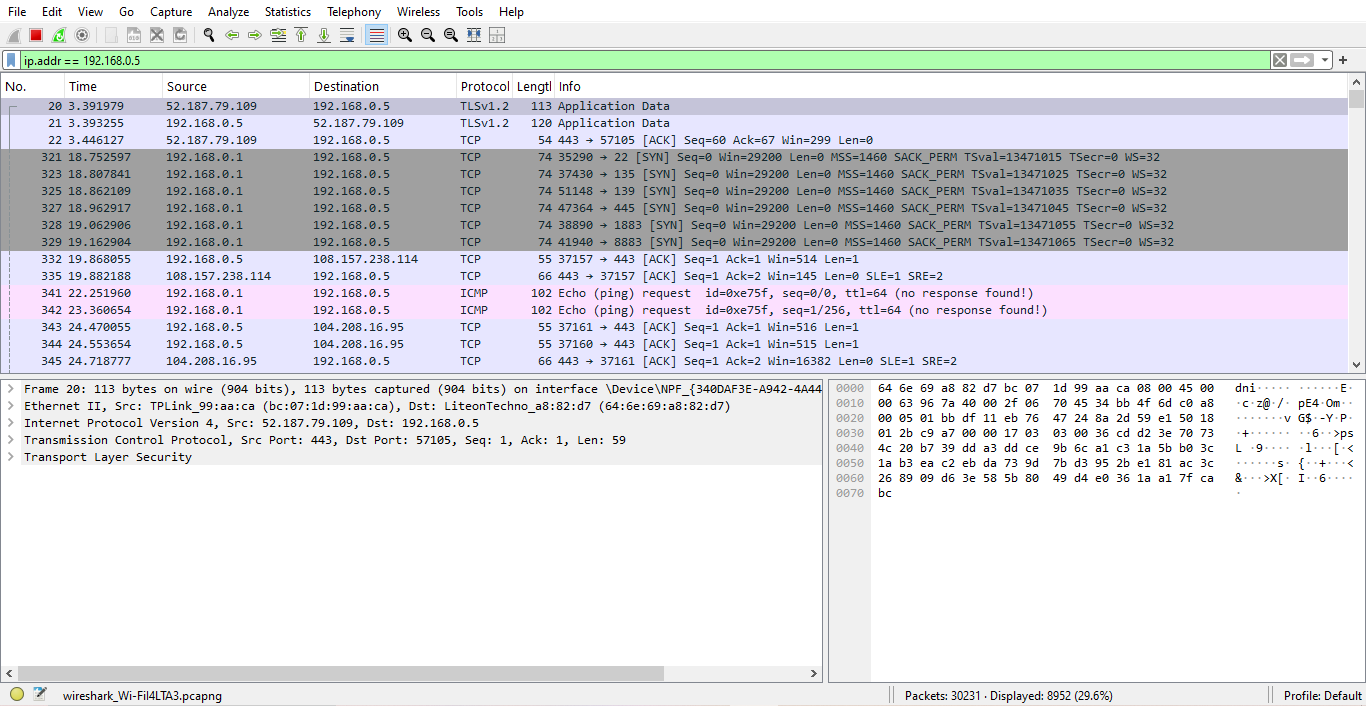 File Edit View Go Capture Analyze Statistics Telephony Wireless Tools Help
ip.addr == 192.168.0.5
No. Time Source Destination Protocol Lengtl Info
20 3.391979 52.187.79.109 192.168.0.5 TLSv1.2 113 Application Data
21 3.393255 192.168.0.5 52.187.79.109 TLSv1.2 120 Application Data
22 3.446127 52.187.79.109 192.168.0.5 TCP 54 443 → 57105 [ACK] Seq=60 Ack=67 Win=299 Len=0
321 18.752597 192.168.0.1 192.168.0.5 TCP 74 35290 → 22 [SYN] Seq=0 Win=29200 Len=0 MSS=1460 SACK_PERM TSval=13471015 TSecr=0 WS=32
323 18.807841 192.168.0.1 192.168.0.5 TCP 74 37430 → 135 [SYN] Seq=0 Win=29200 Len=0 MSS=1460 SACK_PERM TSval=13471025 TSecr=0 WS=32
325 18.862109 192.168.0.1 192.168.0.5 TCP 74 51148 → 139 [SYN] Seq=0 Win=29200 Len=0 MSS=1460 SACK_PERM TSval=13471035 TSecr=0 WS=32
327 18.962917 192.168.0.1 192.168.0.5 TCP 74 47364 → 445 [SYN] Seq=0 Win=29200 Len=0 MSS=1460 SACK_PERM TSval=13471045 TSecr=0 WS=32
328 19.062906 192.168.0.1 192.168.0.5 TCP 74 38890 → 1883 [SYN] Seq=0 Win=29200 Len=0 MSS=1460 SACK_PERM TSval=13471055 TSecr=0 WS=32
329 19.162904 192.168.0.1 192.168.0.5 TCP 74 41940 → 8883 [SYN] Seq=0 Win=29200 Len=0 MSS=1460 SACK_PERM TSval=13471065 TSecr=0 WS=32
332 19.868055 192.168.0.5 108.157.238.114 TCP 55 37157 → 443 [ACK] Seq=1 Ack=1 Win=514 Len=1
335 19.882188 108.157.238.114 192.168.0.5 TCP 66 443 → 37157 [ACK] Seq=1 Ack=2 Win=145 Len=0 SLE=1 SRE=2
341 22.251960 192.168.0.1 192.168.0.5 ICMP 102 Echo (ping) request id=0xe75f, seq=0/0, ttl=64 (no response found!)
342 23.360654 192.168.0.1 192.168.0.5 ICMP 102 Echo (ping) request id=0xe75f, seq=1/256, ttl=64 (no response found!)
343 24.470055 192.168.0.5 104.208.16.95 TCP 55 37161 → 443 [ACK] Seq=1 Ack=1 Win=516 Len=1
344 24.553654 192.168.0.5 104.208.16.95 TCP 55 37160 → 443 [ACK] Seq=1 Ack=1 Win=515 Len=1
345 24.718777 104.208.16.95 192.168.0.5 TCP 66 443 → 37161 [ACK] Seq=1 Ack=2 Win=16382 Len=0 SLE=1 SRE=2
Frame 20: 113 bytes on wire (904 bits), 113 bytes captured (904 bits) on interface \Device\NPF_{340DAF3E-A942-4A44
Ethernet II, Src: TPLink_99:aa:ca (bc:07:1d:99:aa:ca), Dst: LiteonTechno_a8:82:d7 (64:6e:69:a8:82:d7)
Internet Protocol Version 4, Src: 52.187.79.109, Dst: 192.168.0.5
Transmission Control Protocol, Src Port: 443, Dst Port: 57105, Seq: 1, Ack: 1, Len: 59
Transport Layer Security
0000 64 6e 69 a8 82 d7 bc 07 1d 99 aa ca 08 00 45 00 dni····· ······E·
0010 00 63 96 7a 40 00 2f 06 70 45 34 bb 4f 6d c0 a8 ·c·z@·/· pE4·Om··
0020 00 05 01 bb df 11 eb 76 47 24 8a 2d 59 e1 50 18 ·······v G$·-Y·P·
0030 01 2b c9 a7 00 00 17 03 03 00 36 cd d2 3e 70 73 ·+······ ··6··>ps
0040 4c 20 b7 39 dd a3 dd ce 9b 6c a1 c3 1a 5b b0 3c L ·9···· ·l···[·<
0050 1a b3 ea c2 eb da 73 9d 7b d3 95 2b e1 81 ac 3c ······s· {··+···<
0060 26 89 09 d6 3e 58 5b 80 49 d4 e0 36 1a a1 7f ca &···>X[· I··6····
0070 bc ·
wireshark_Wi-FiI4LTA3.pcapng Packets: 30231 · Displayed: 8952 (29.6%) Profile: Default